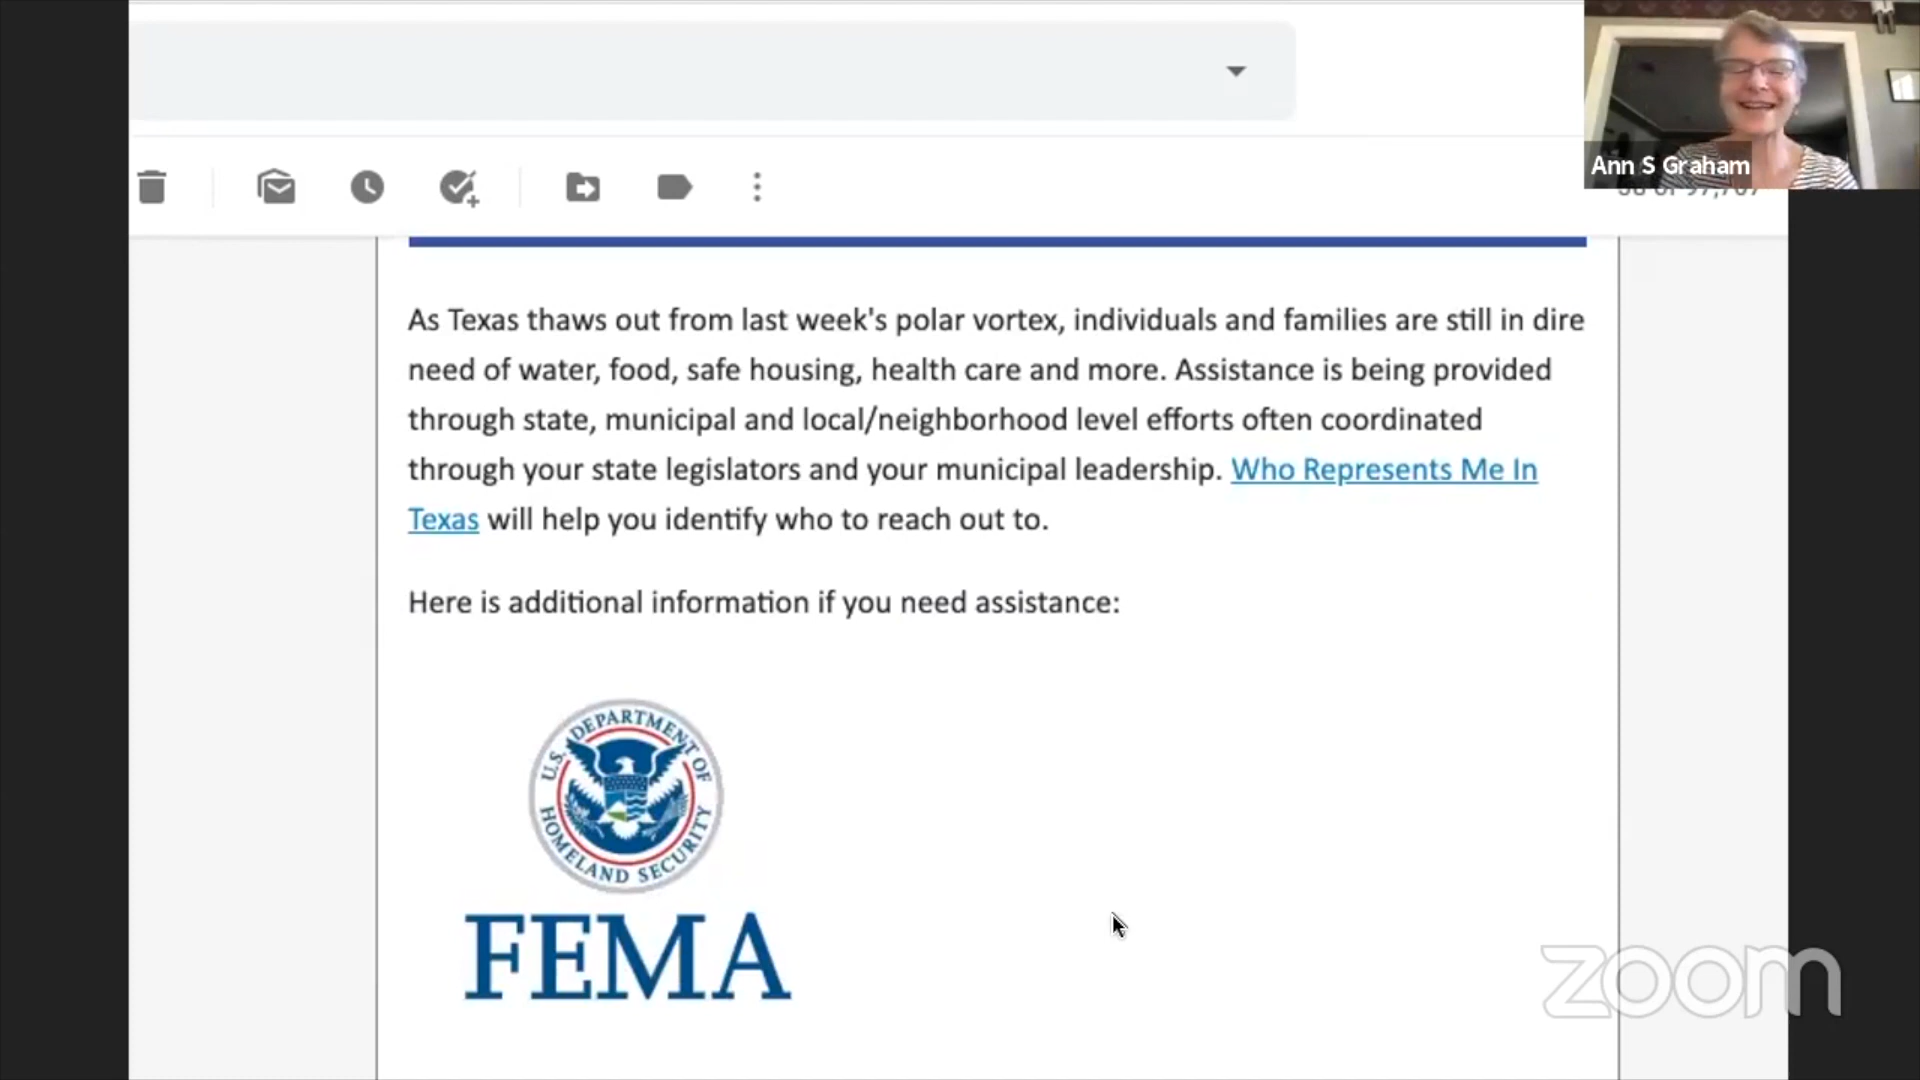 Ann S Graham
As Texas thaws out from last week's polar vortex, individuals and families are still in dire
need of water, food, safe housing, health care and more. Assistance is being provided
through state, municipal and local/neighborhood level efforts often coordinated
through your state legislators and your municipal leadership. Who Represents Me In
Texas will help you identify who to reach out to.
Here is additional information if you need assistance:
U.S. DEPARTMENT OF
HOMELAND SECURITY
FEMA
zoom